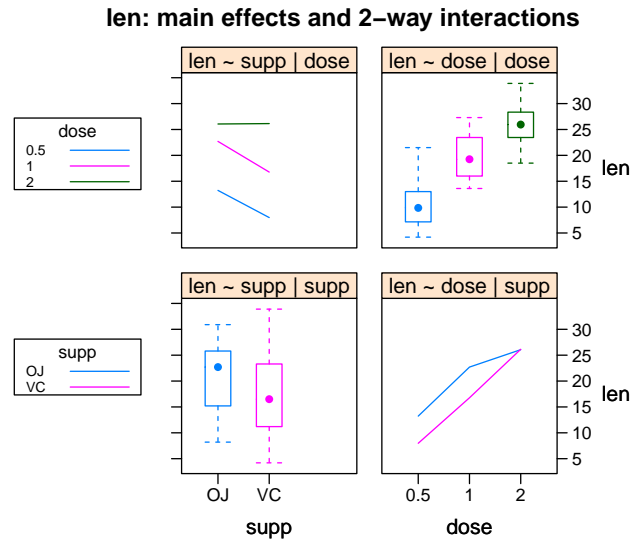 len: main effects and 2−way interactions
len ~ supp | dose
len ~ dose | dose
dose
0.5
1
2
30
25
20
15
10
5
len
len ~ supp | supp
len ~ dose | supp
supp
OJ
VC
30
25
20
15
10
5
len
OJ VC
0.5 1 2
supp
dose